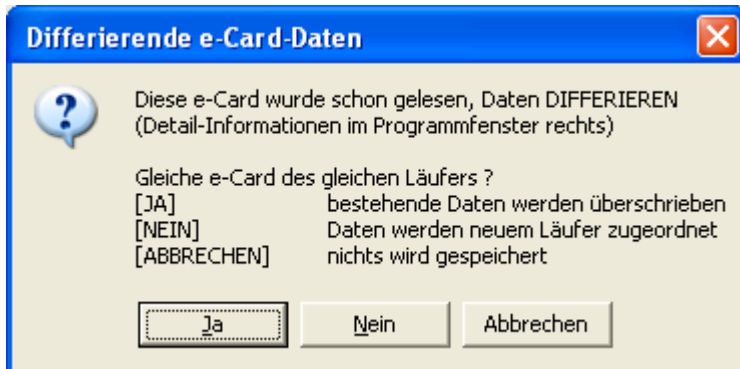 Differierende e-Card-Daten
Diese e-Card wurde schon gelesen, Daten DIFFERIEREN
(Detail-Informationen im Programmfenster rechts)
Gleiche e-Card des gleichen Läufers ?
[JA] bestehende Daten werden überschrieben
[NEIN] Daten werden neuem Läufer zugeordnet
[ABBRECHEN] nichts wird gespeichert
Ja Nein Abbrechen